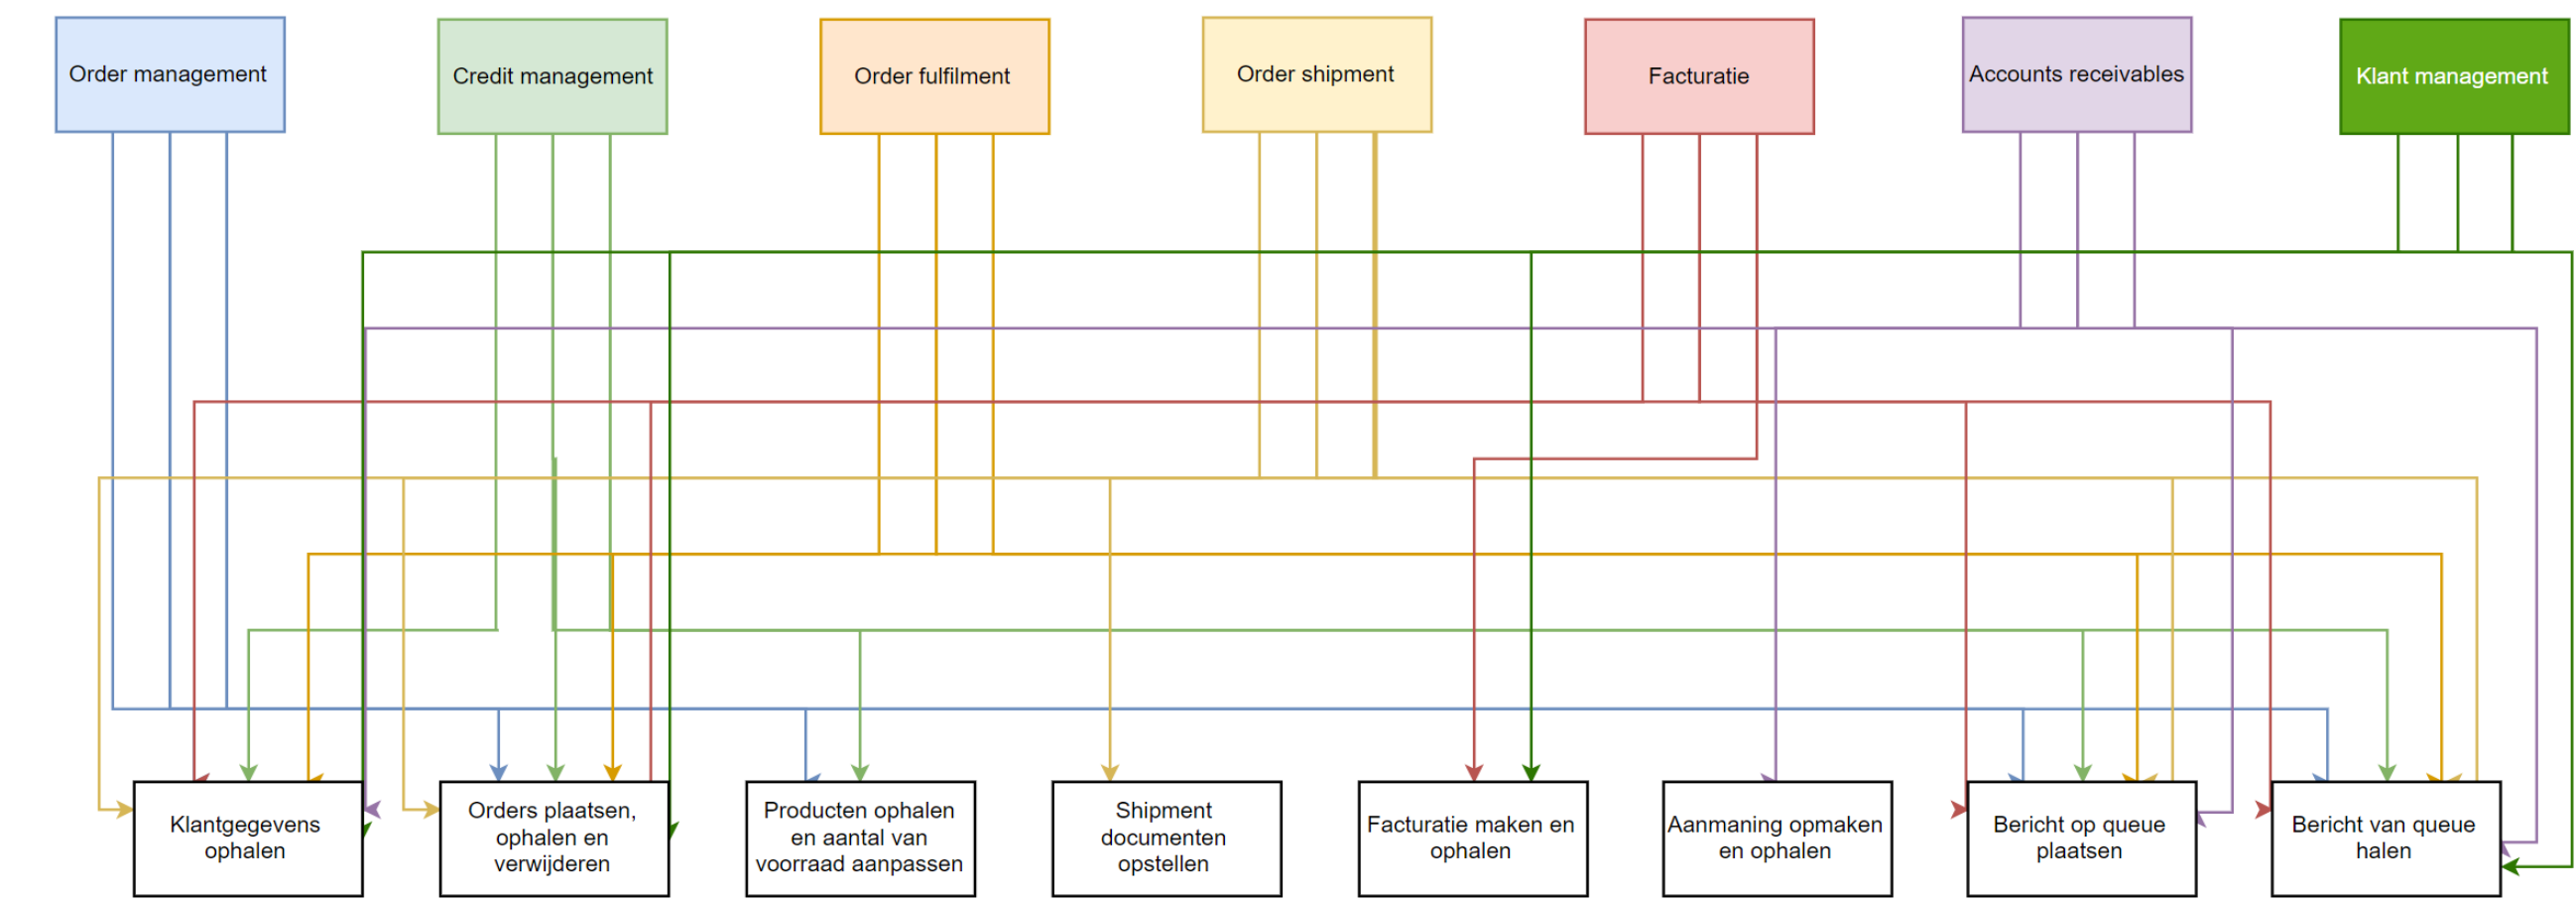 Order management
Credit management
Order fulfilment
Order shipment
Facturatie
Accounts receivables
Klant management
Klantgegevens
ophalen
Orders plaatsen,
ophalen en
verwijderen
Producten ophalen
en aantal van
voorraad aanpassen
Shipment
documenten
opstellen
Facturatie maken en
ophalen
Aanmaning opmaken
en ophalen
Bericht op queue
plaatsen
Bericht van queue
halen